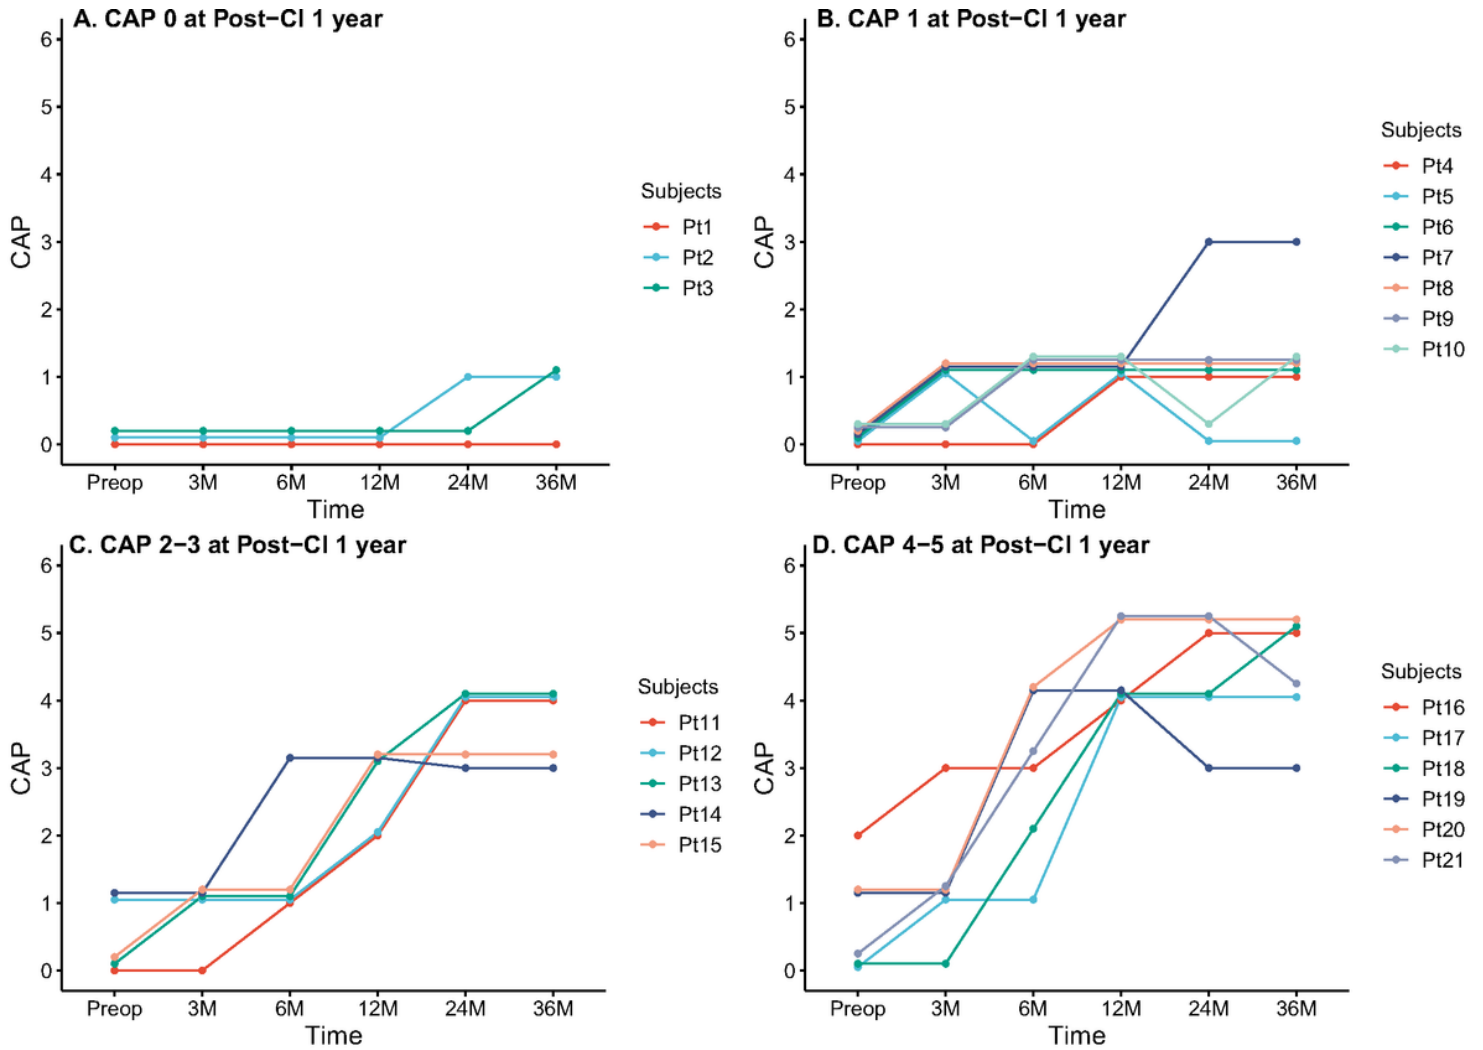 A. CAP 0 at Post−CI 1 year
6
5
4
3
2
1
0
CAP
Preop 3M 6M 12M 24M 36M
Time
Subjects
Pt1
Pt2
Pt3
B. CAP 1 at Post−CI 1 year
6
5
4
3
2
1
0
CAP
Preop 3M 6M 12M 24M 36M
Time
Subjects
Pt4
Pt5
Pt6
Pt7
Pt8
Pt9
Pt10
C. CAP 2−3 at Post−CI 1 year
6
5
4
3
2
1
0
CAP
Preop 3M 6M 12M 24M 36M
Time
Subjects
Pt11
Pt12
Pt13
Pt14
Pt15
D. CAP 4−5 at Post−CI 1 year
6
5
4
3
2
1
0
CAP
Preop 3M 6M 12M 24M 36M
Time
Subjects
Pt16
Pt17
Pt18
Pt19
Pt20
Pt21